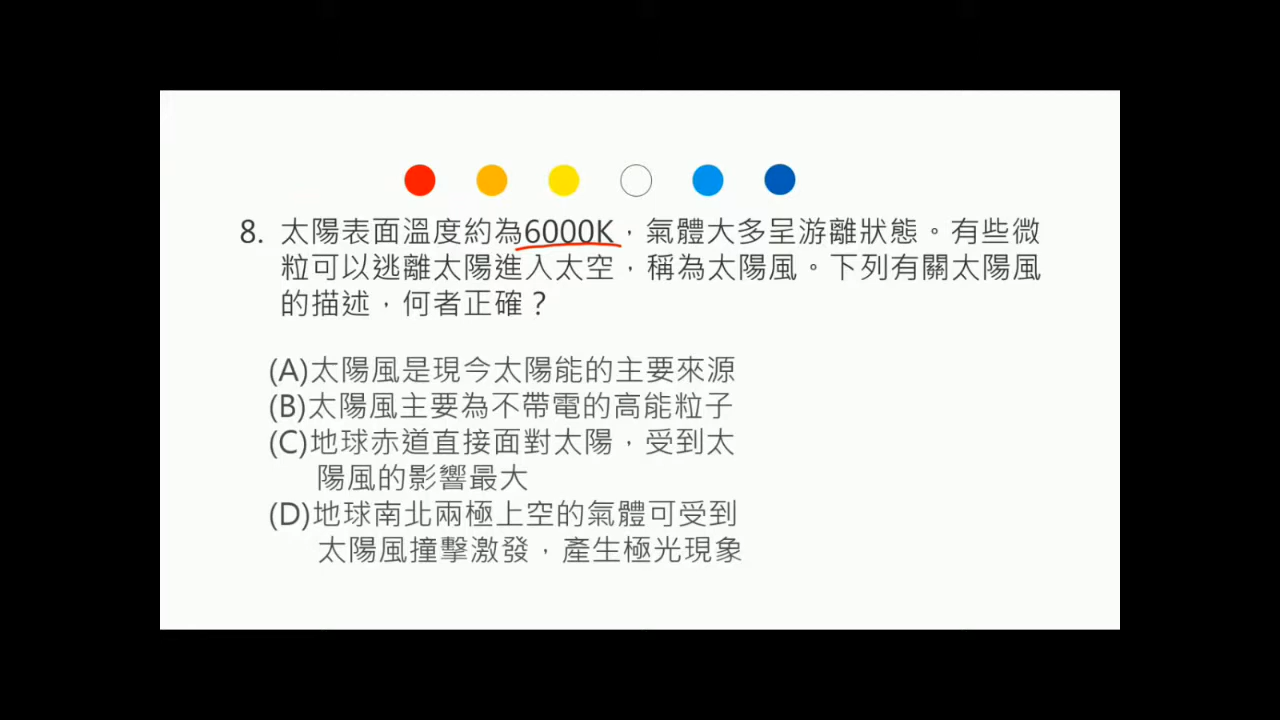 8. 太陽表面溫度約為6000K，氣體大多呈游離狀態。有些微
粒可以逃離太陽進入太空，稱為太陽風。下列有關太陽風
的描述，何者正確？
(A)太陽風是現今太陽能的主要來源
(B)太陽風主要為不帶電的高能粒子
(C)地球赤道直接面對太陽，受到太
陽風的影響最大
(D)地球南北兩極上空的氣體可受到
太陽風撞擊激發，產生極光現象